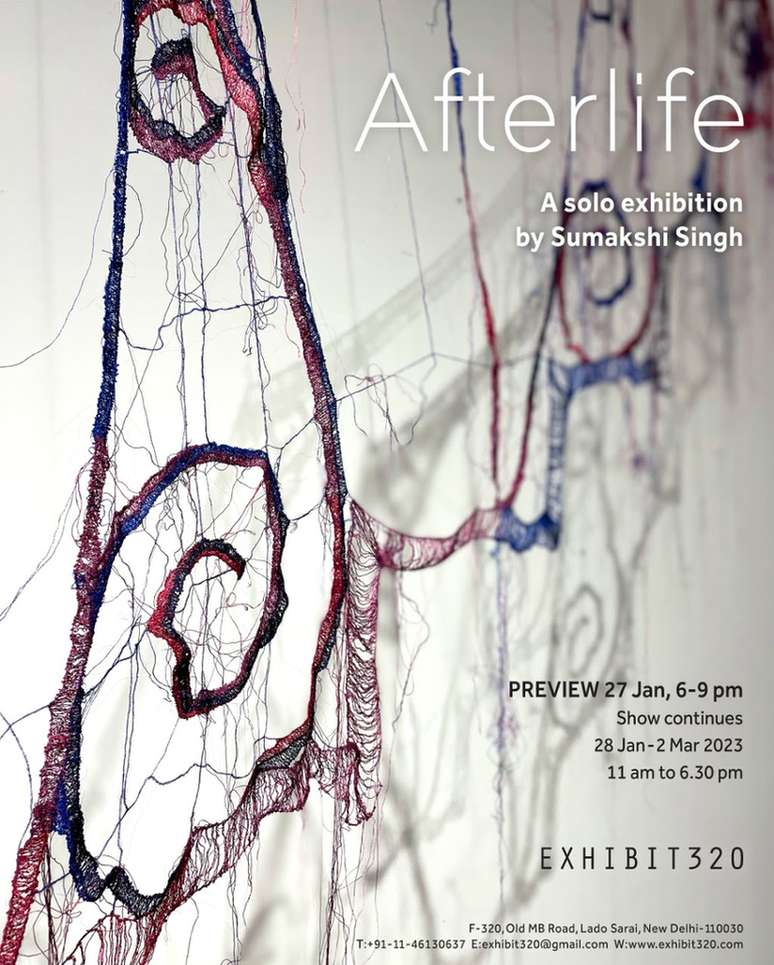 Afterlife
A solo exhibition
by Sumakshi Singh
PREVIEW 27 Jan, 6-9 pm
Show continues
28 Jan-2 Mar 2023
11 am to 6.30 pm
EXHIBIT320
F-320, Old MB Road, Lado Sarai, New Delhi-110030
T:+91-11-46130637 E:exhibit320@gmail.com W:www.exhibit320.com